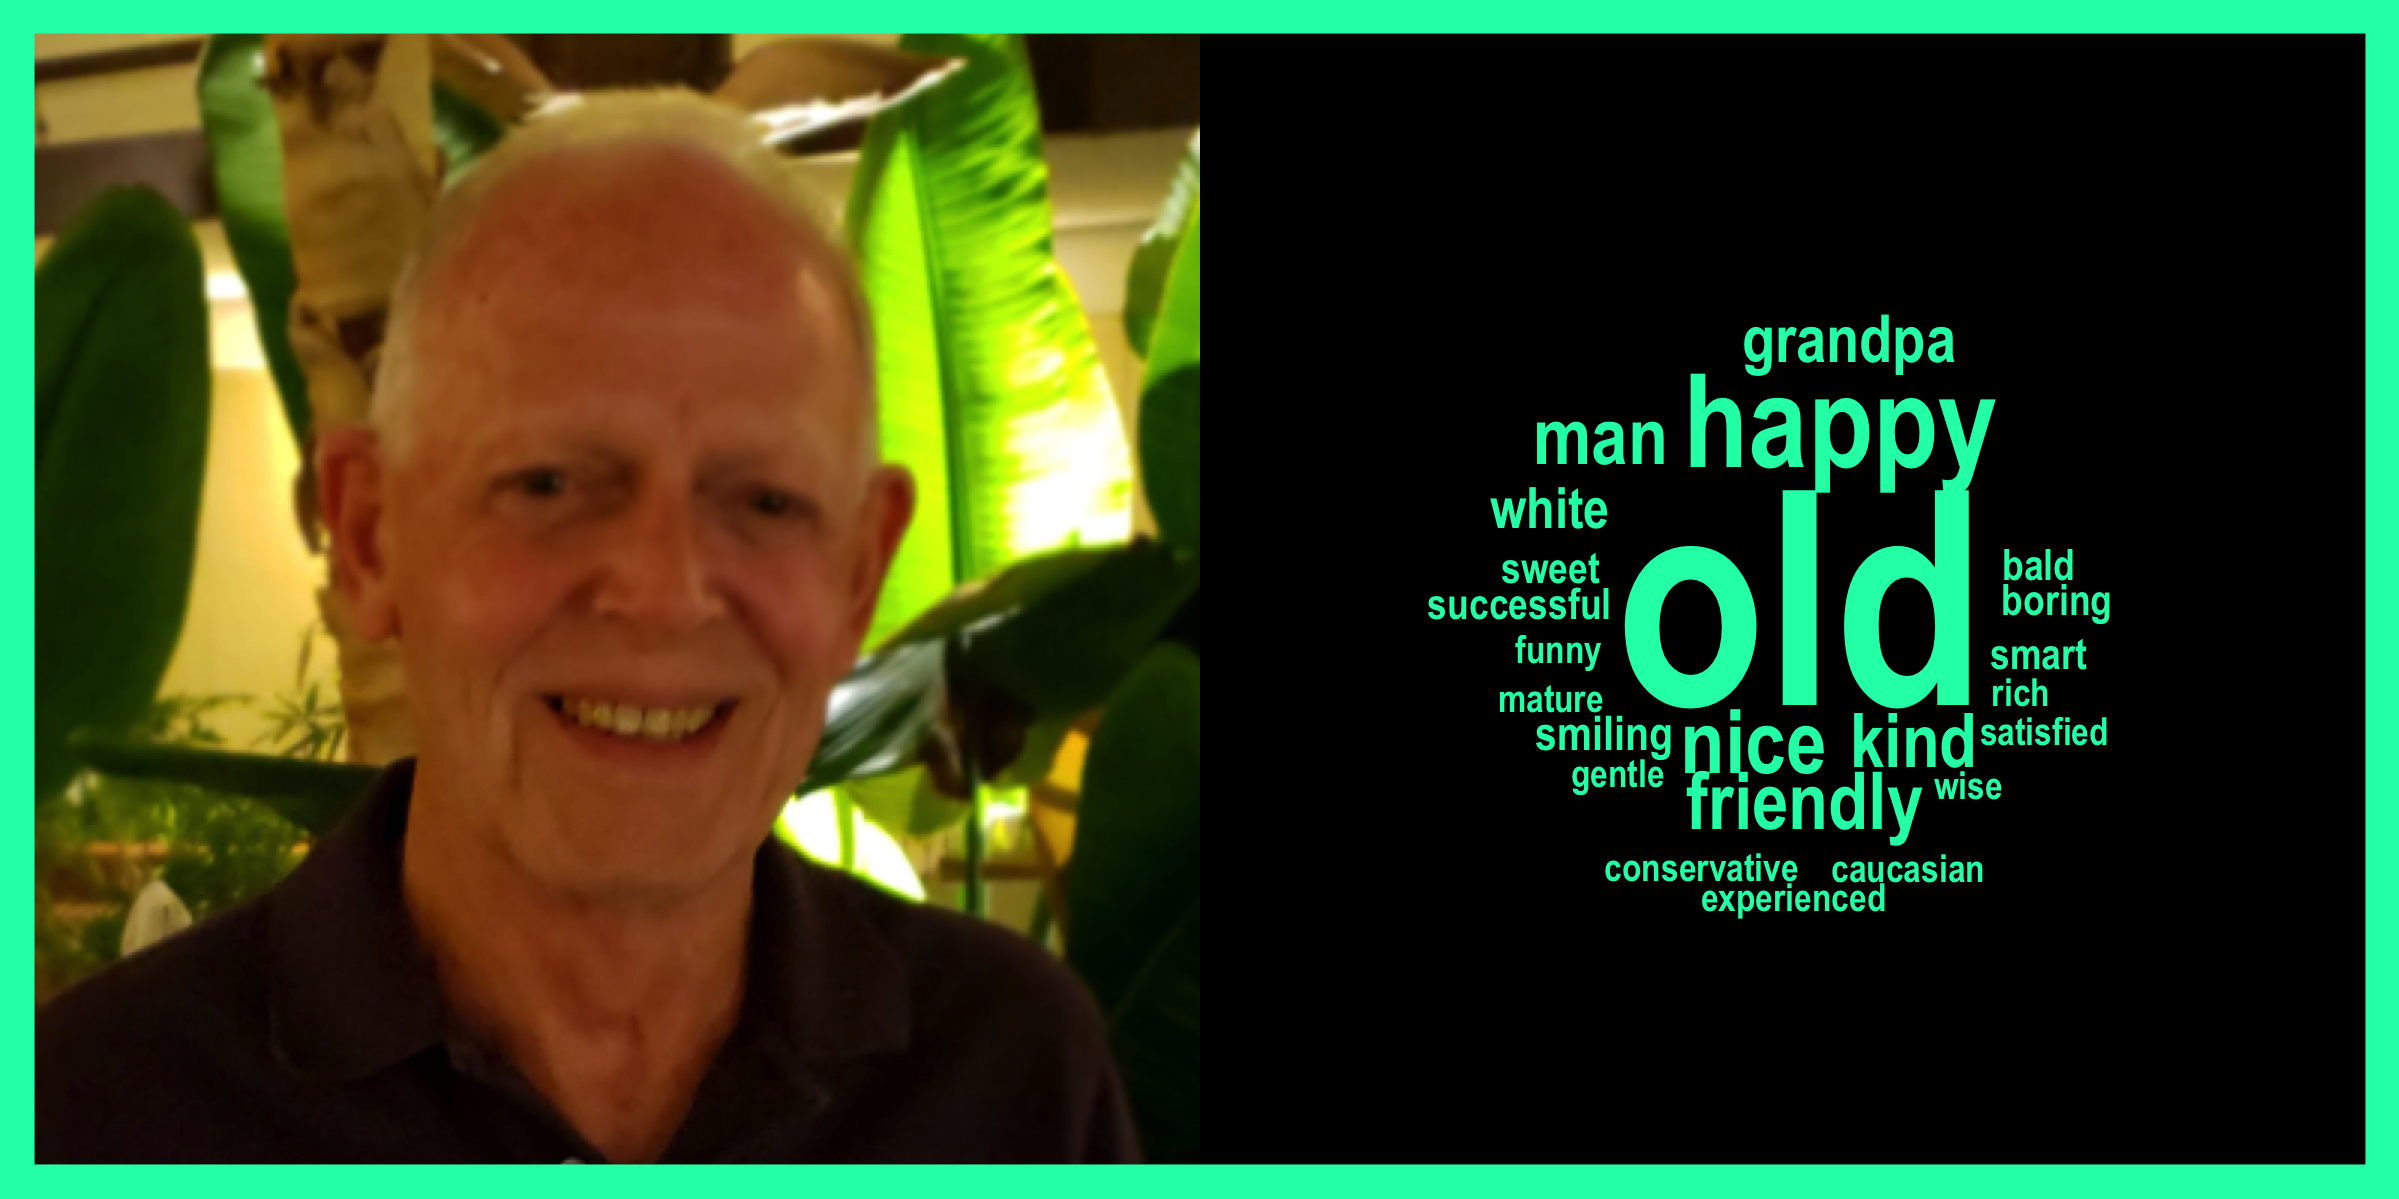 grandpa
man happy
white
old
sweet
bald
successful
boring
funny
smart
mature
rich
smiling nice kind satisfied
gentle
friendly wise
conservative caucasian
experienced